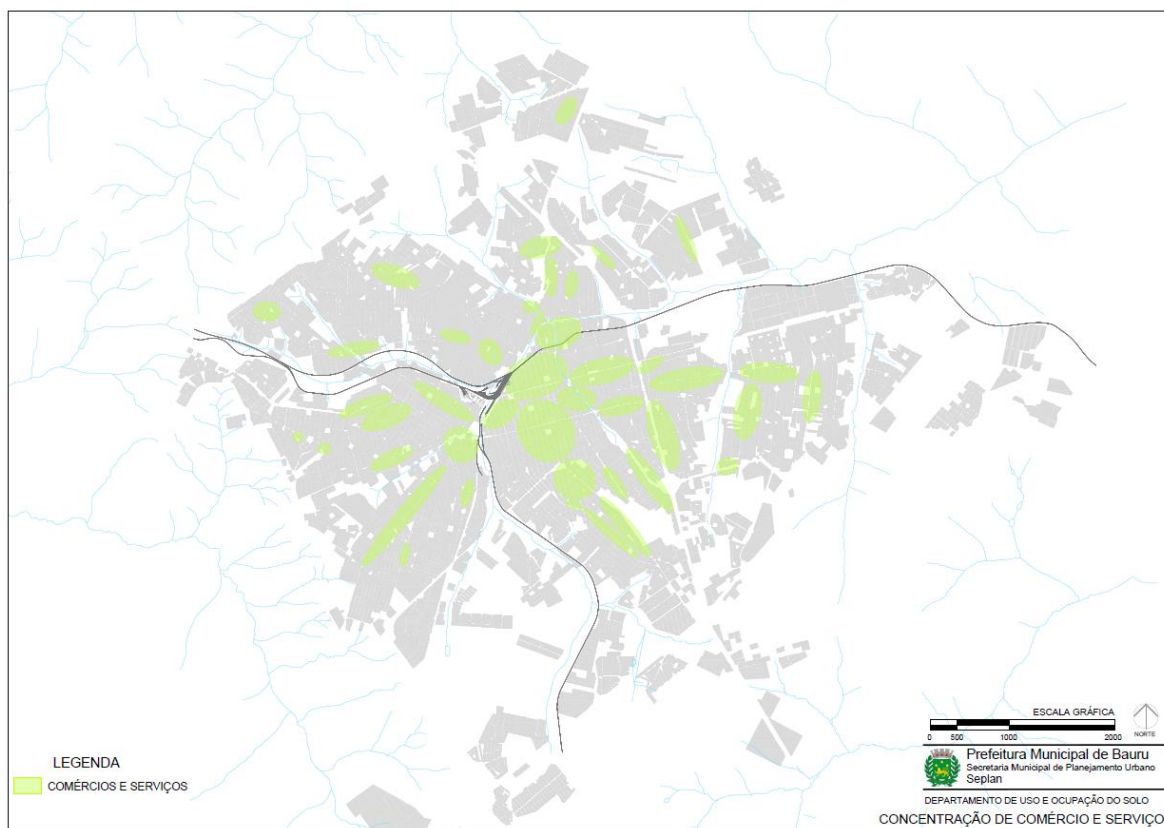 LEGENDA
COMÉRCIOS E SERVIÇOS
ESCALA GRÁFICA
0 500 1000 2000
NORTE
Prefeitura Municipal de Bauru
Secretaria Municipal de Planejamento Urbano
Seplan
DEPARTAMENTO DE USO E OCUPAÇÃO DO SOLO
CONCENTRAÇÃO DE COMÉRCIO E SERVIÇO